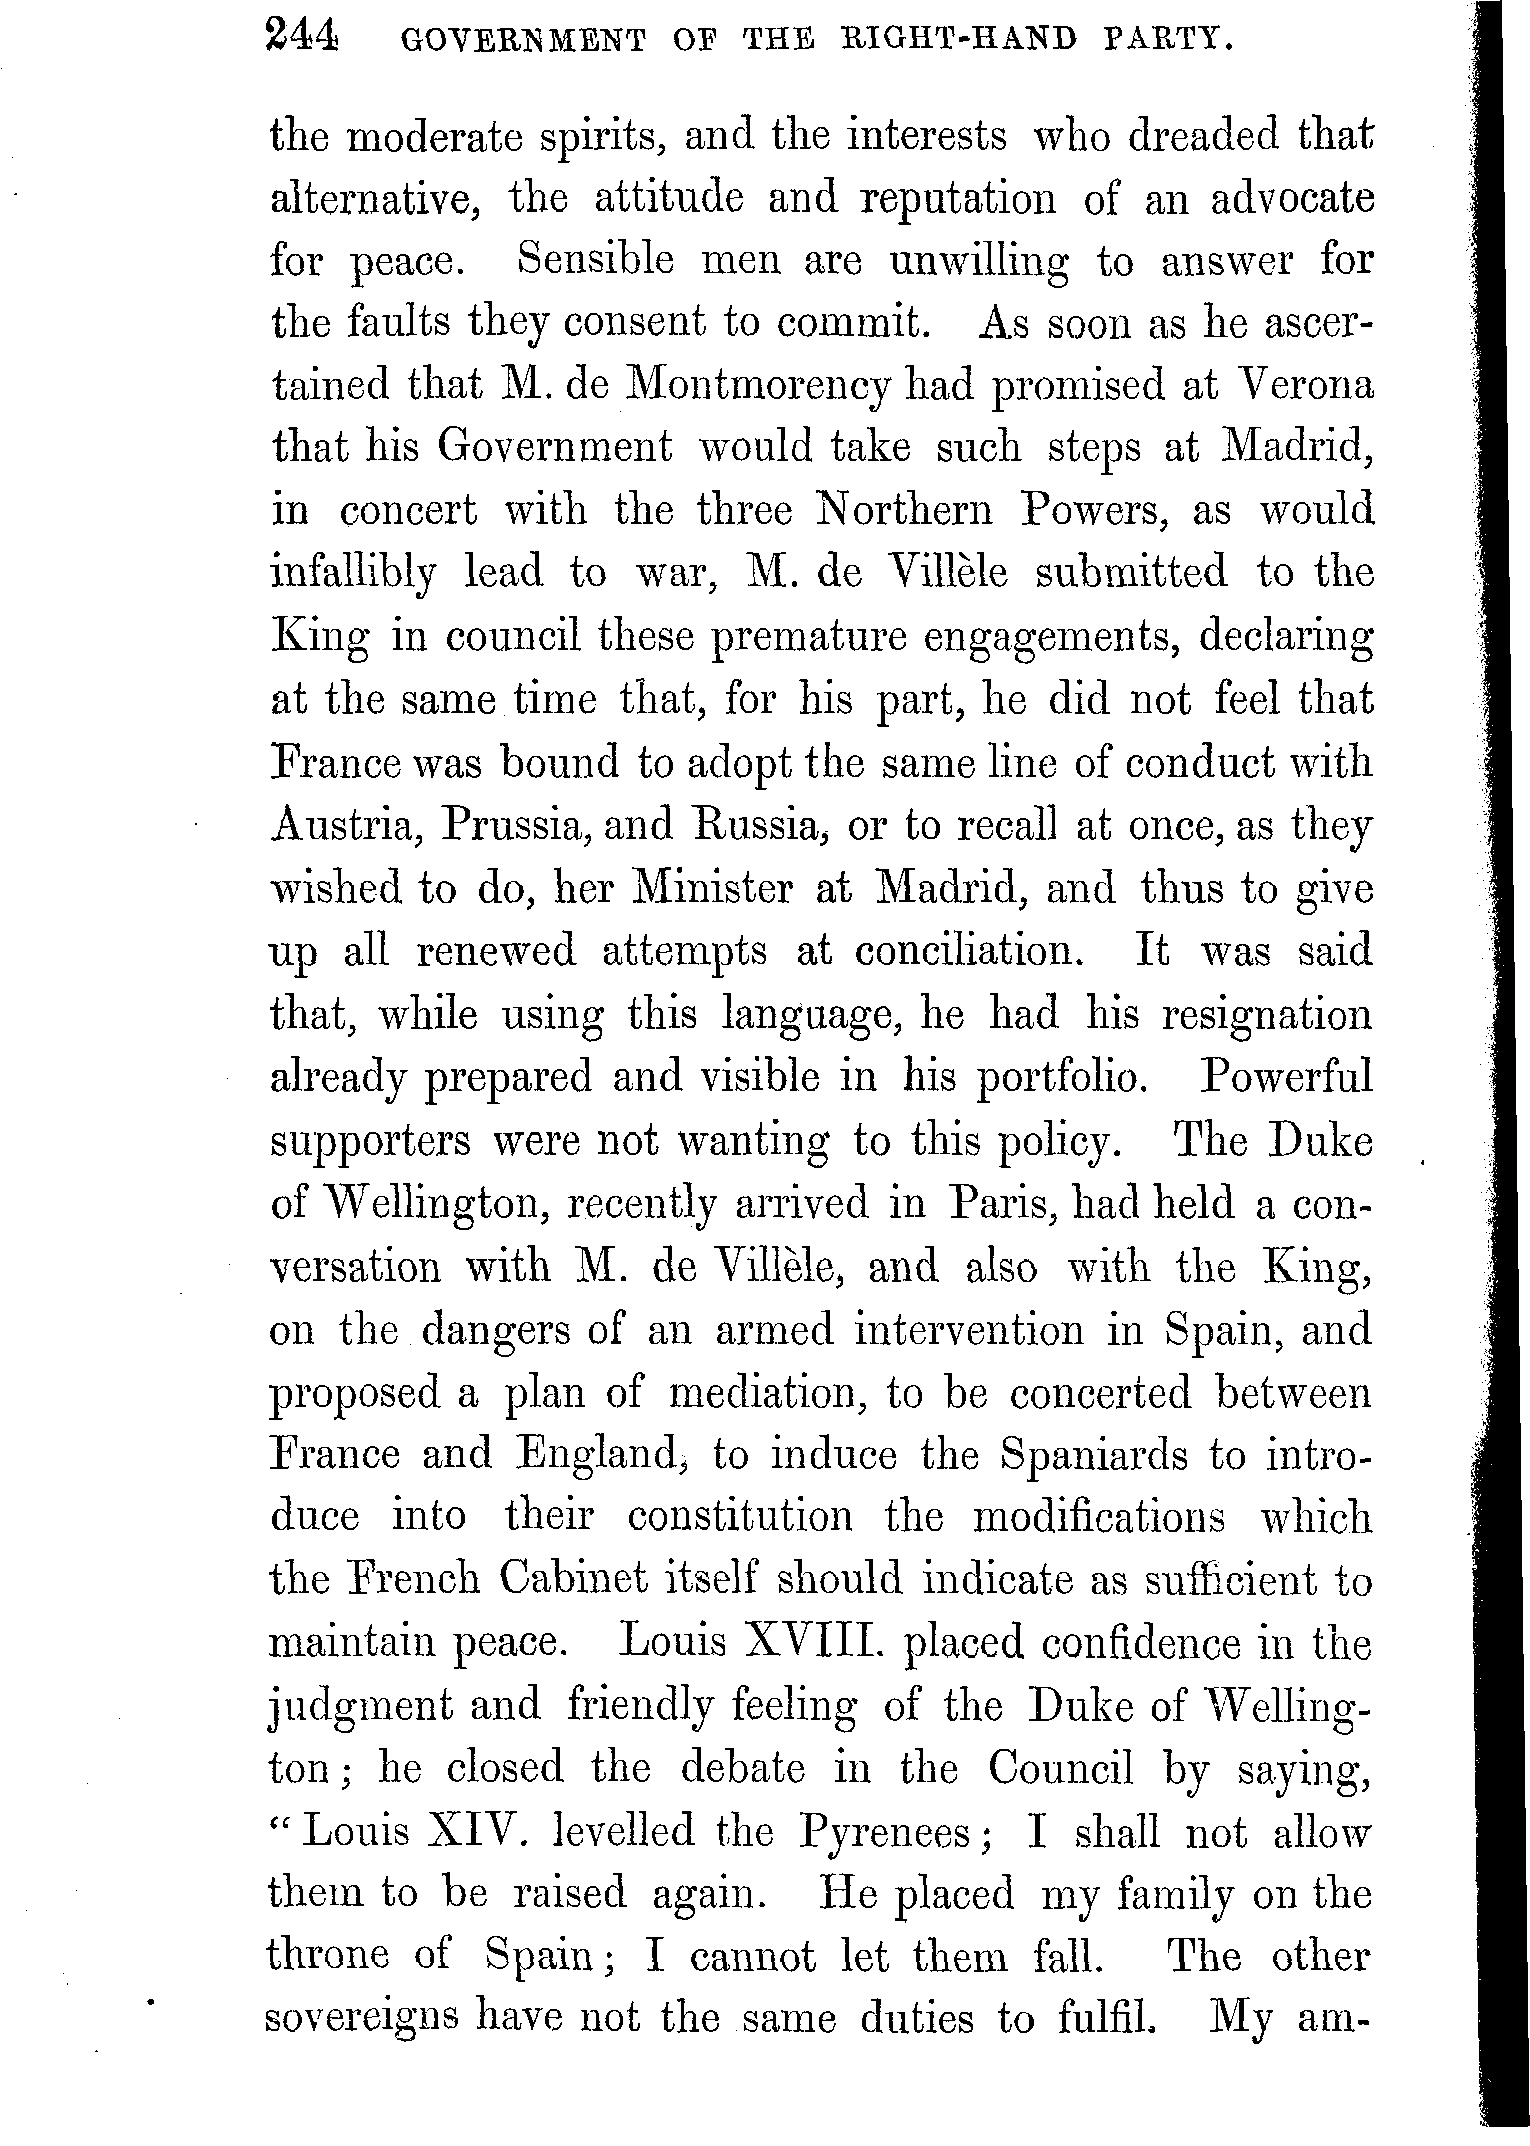 244 GOVERNMENT OF THE RIGHT-HAND PARTY.
the moderate spirits, and the interests who dreaded that
alternative, the attitude and reputation of an advocate
for peace. Sensible men are unwilling to answer for
the faults they consent to commit. As soon as he ascer-
tained that M. de Montmorency had promised at Verona
that his Government would take such steps at Madrid,
in concert with the three Northern Powers, as would
infallibly lead to war, M. de Villèle submitted to the
King in council these premature engagements, declaring
at the same time that, for his part, he did not feel that
France was bound to adopt the same line of conduct with
Austria, Prussia, and Russia, or to recall at once, as they
wished to do, her Minister at Madrid, and thus to give
up all renewed attempts at conciliation. It was said
that, while using this language, he had his resignation
already prepared and visible in his portfolio. Powerful
supporters were not wanting to this policy. The Duke
of Wellington, recently arrived in Paris, had held a con-
versation with M. de Villèle, and also with the King,
on the dangers of an armed intervention in Spain, and
proposed a plan of mediation, to be concerted between
France and England, to induce the Spaniards to intro-
duce into their constitution the modifications which
the French Cabinet itself should indicate as sufficient to
maintain peace. Louis XVIII. placed confidence in the
judgment and friendly feeling of the Duke of Welling-
ton; he closed the debate in the Council by saying,
“Louis XIV. levelled the Pyrenees; I shall not allow
them to be raised again. He placed my family on the
throne of Spain; I cannot let them fall. The other
sovereigns have not the same duties to fulfil. My am-